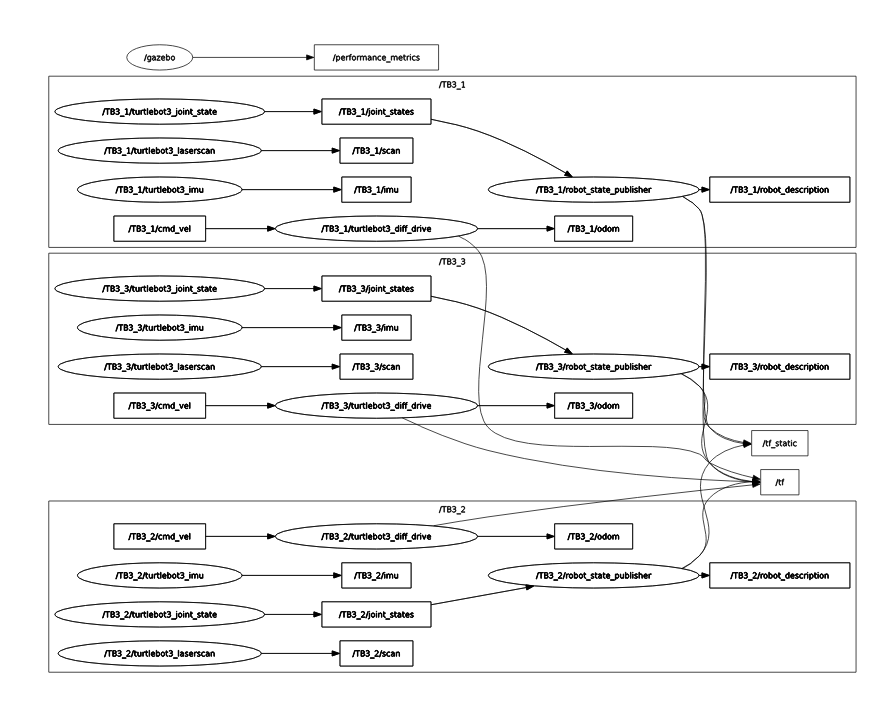 /gazebo
/performance_metrics
/TB3_1
/TB3_1/turtlebot3_joint_state
/TB3_1/joint_states
/TB3_1/turtlebot3_laserscan
/TB3_1/scan
/TB3_1/turtlebot3_imu
/TB3_1/imu
/TB3_1/robot_state_publisher
/TB3_1/robot_description
/TB3_1/cmd_vel
/TB3_1/turtlebot3_diff_drive
/TB3_1/odom
/TB3_3
/TB3_3/turtlebot3_joint_state
/TB3_3/joint_states
/TB3_3/turtlebot3_imu
/TB3_3/imu
/TB3_3/turtlebot3_laserscan
/TB3_3/scan
/TB3_3/robot_state_publisher
/TB3_3/robot_description
/TB3_3/cmd_vel
/TB3_3/turtlebot3_diff_drive
/TB3_3/odom
/tf_static
/tf
/TB3_2
/TB3_2/cmd_vel
/TB3_2/turtlebot3_diff_drive
/TB3_2/odom
/TB3_2/turtlebot3_imu
/TB3_2/imu
/TB3_2/robot_state_publisher
/TB3_2/robot_description
/TB3_2/turtlebot3_joint_state
/TB3_2/joint_states
/TB3_2/turtlebot3_laserscan
/TB3_2/scan